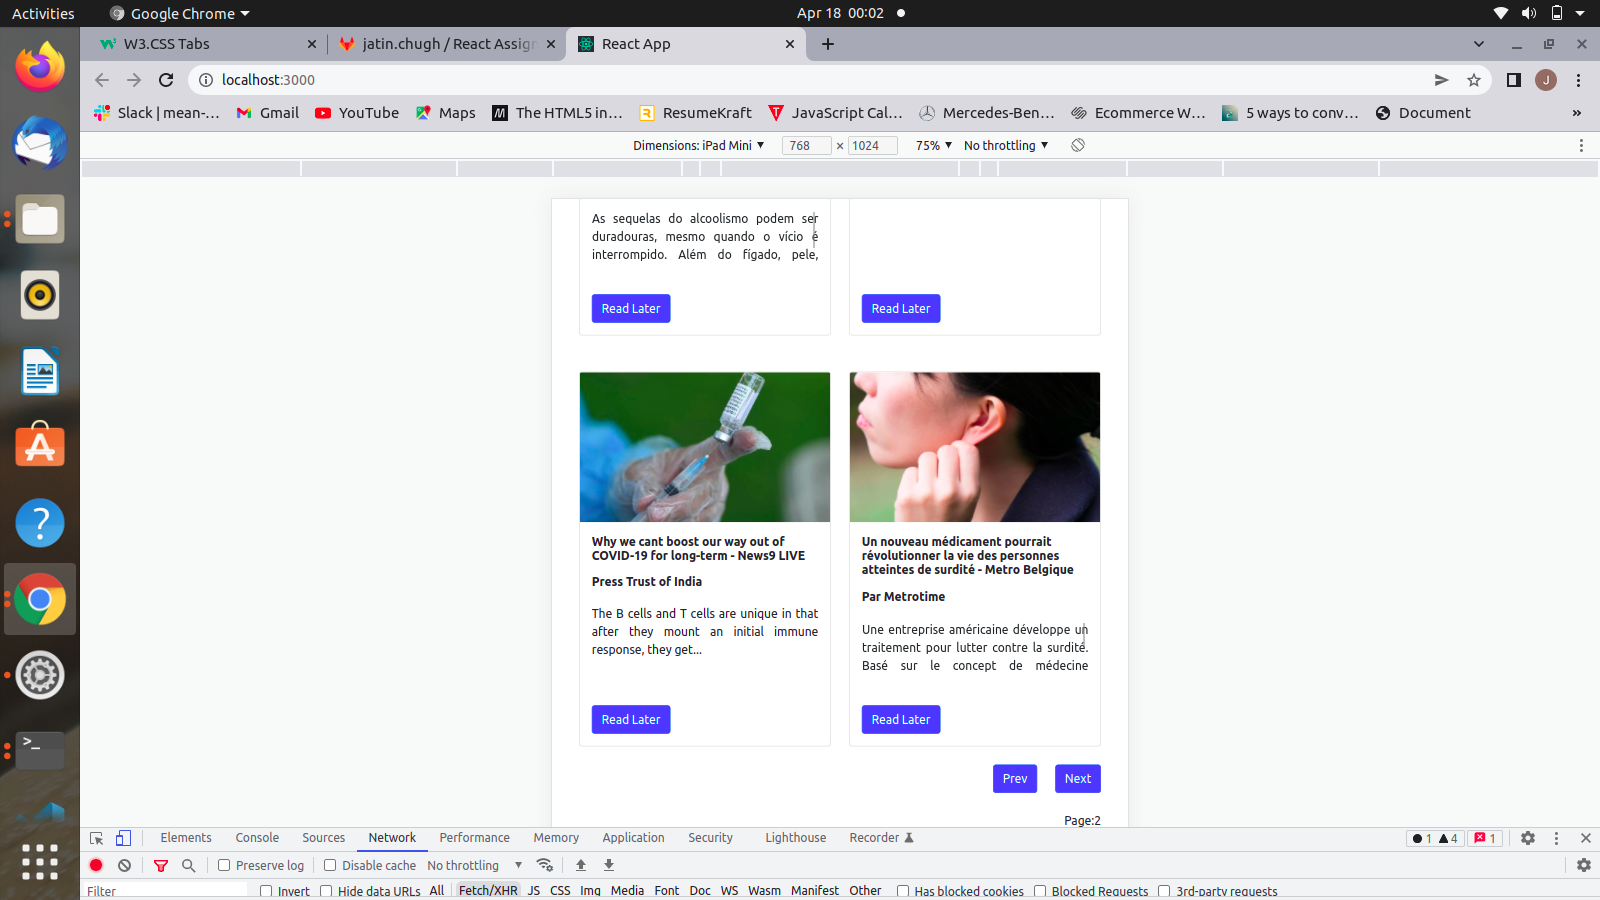 Activities
Google Chrome
Apr 18 00:02
W3.CSS Tabs
jatin.chugh / React Assig
React App
localhost:3000
J
Slack | mean-...
Gmail
YouTube
Maps
The HTML5 in...
ResumeKraft
JavaScript Cal...
Mercedes-Ben...
Ecommerce W...
5 ways to conv...
Document
»
Dimensions: iPad Mini
768 × 1024
75%
No throttling
As sequelas do alcoolismo podem ser
duradouras, mesmo quando o vício é
interrompido. Além do fígado, pele,
Read Later
Read Later
Why we cant boost our way out of
COVID-19 for long-term - News9 LIVE
Press Trust of India
The B cells and T cells are unique in that
after they mount an initial immune
response, they get...
Read Later
Un nouveau médicament pourrait
révolutionner la vie des personnes
atteintes de surdité - Metro Belgique
Par Metrotime
Une entreprise américaine développe un
traitement pour lutter contre la surdité.
Basé sur le concept de médecine
Read Later
Prev
Next
Page:2
Elements
Console
Sources
Network
Performance
Memory
Application
Security
Lighthouse
Recorder
1
4
1
Preserve log
Disable cache
No throttling
Filter
Invert
Hide data URLs
All
Fetch/XHR
JS
CSS
Img
Media
Font
Doc
WS
Wasm
Manifest
Other
Has blocked cookies
Blocked Requests
3rd-party requests